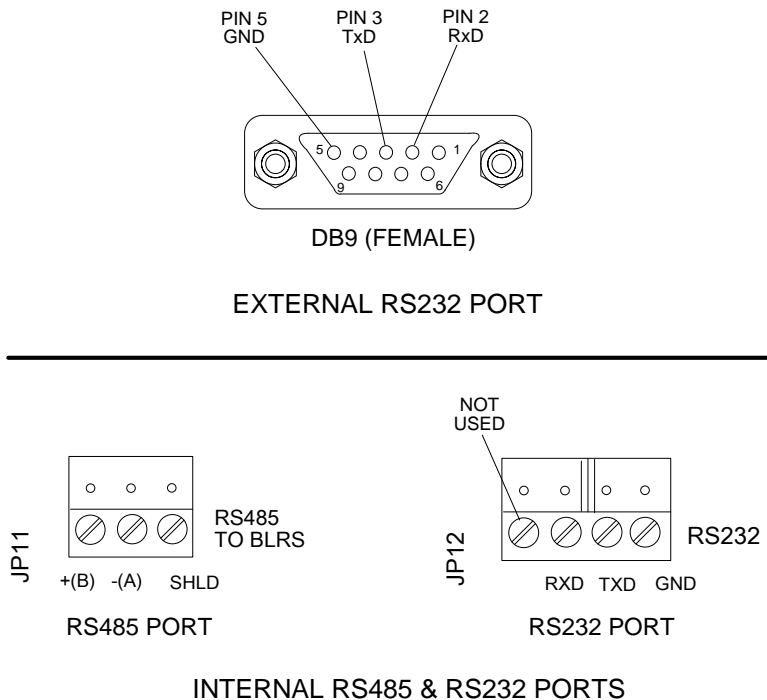 PIN 5
GND
PIN 3
TxD
PIN 2
RxD
5
1
9
6
DB9 (FEMALE)
EXTERNAL RS232 PORT
NOT
USED
JP11
RS485
TO BLRS
+(B) -(A) SHLD
RS485 PORT
JP12
RS232
RXD TXD GND
RS232 PORT
INTERNAL RS485 & RS232 PORTS